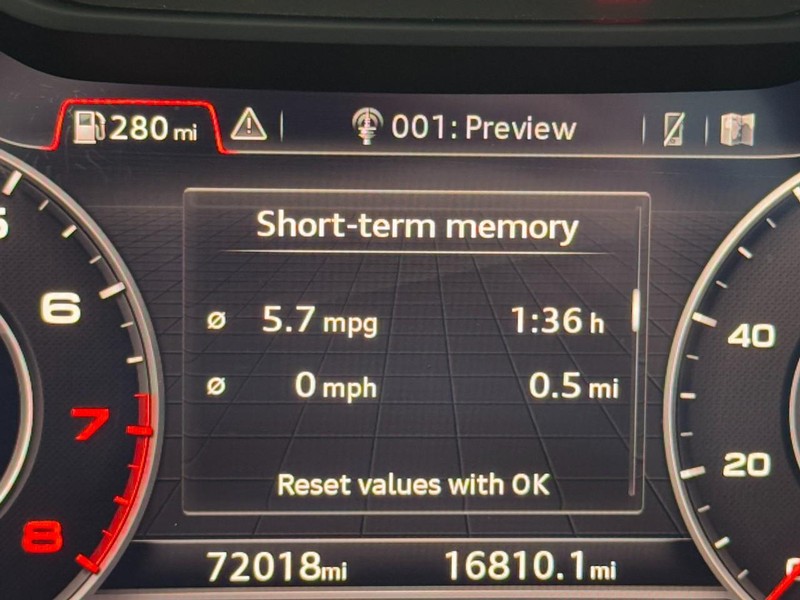 280 mi 001: Preview
Short-term memory
ø 5.7 mpg 1:36 h
ø 0 mph 0.5 mi
Reset values with OK
72018mi 16810.1mi
6
7
8
40
20